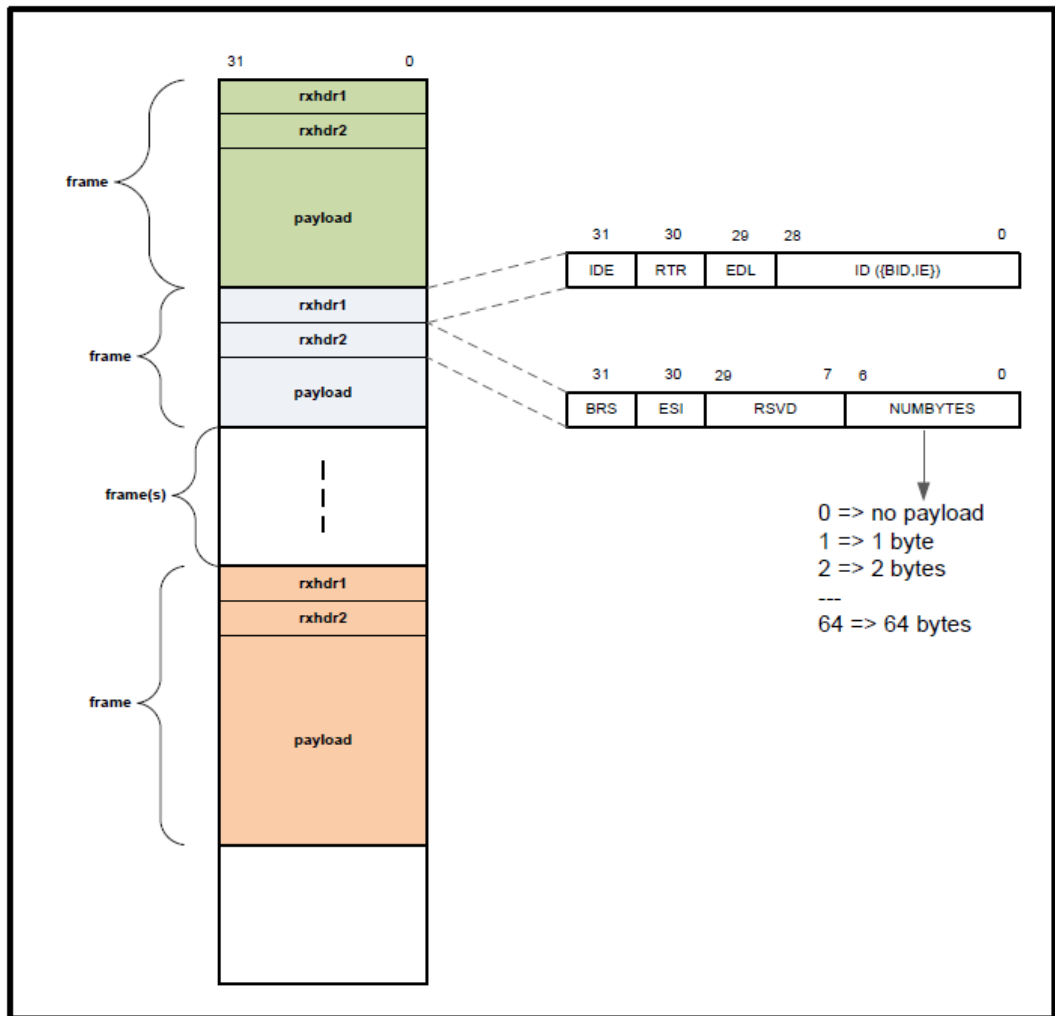 31 0
rxhdr1
rxhdr2
payload
frame
rxhdr1
rxhdr2
payload
frame
frame(s)
rxhdr1
rxhdr2
payload
frame
31 30 29 28 0
IDE RTR EDL ID ({BID,IE})
31 30 29 7 6 0
BRS ESI RSVD NUMBYTES
0 => no payload
1 => 1 byte
2 => 2 bytes
---
64 => 64 bytes